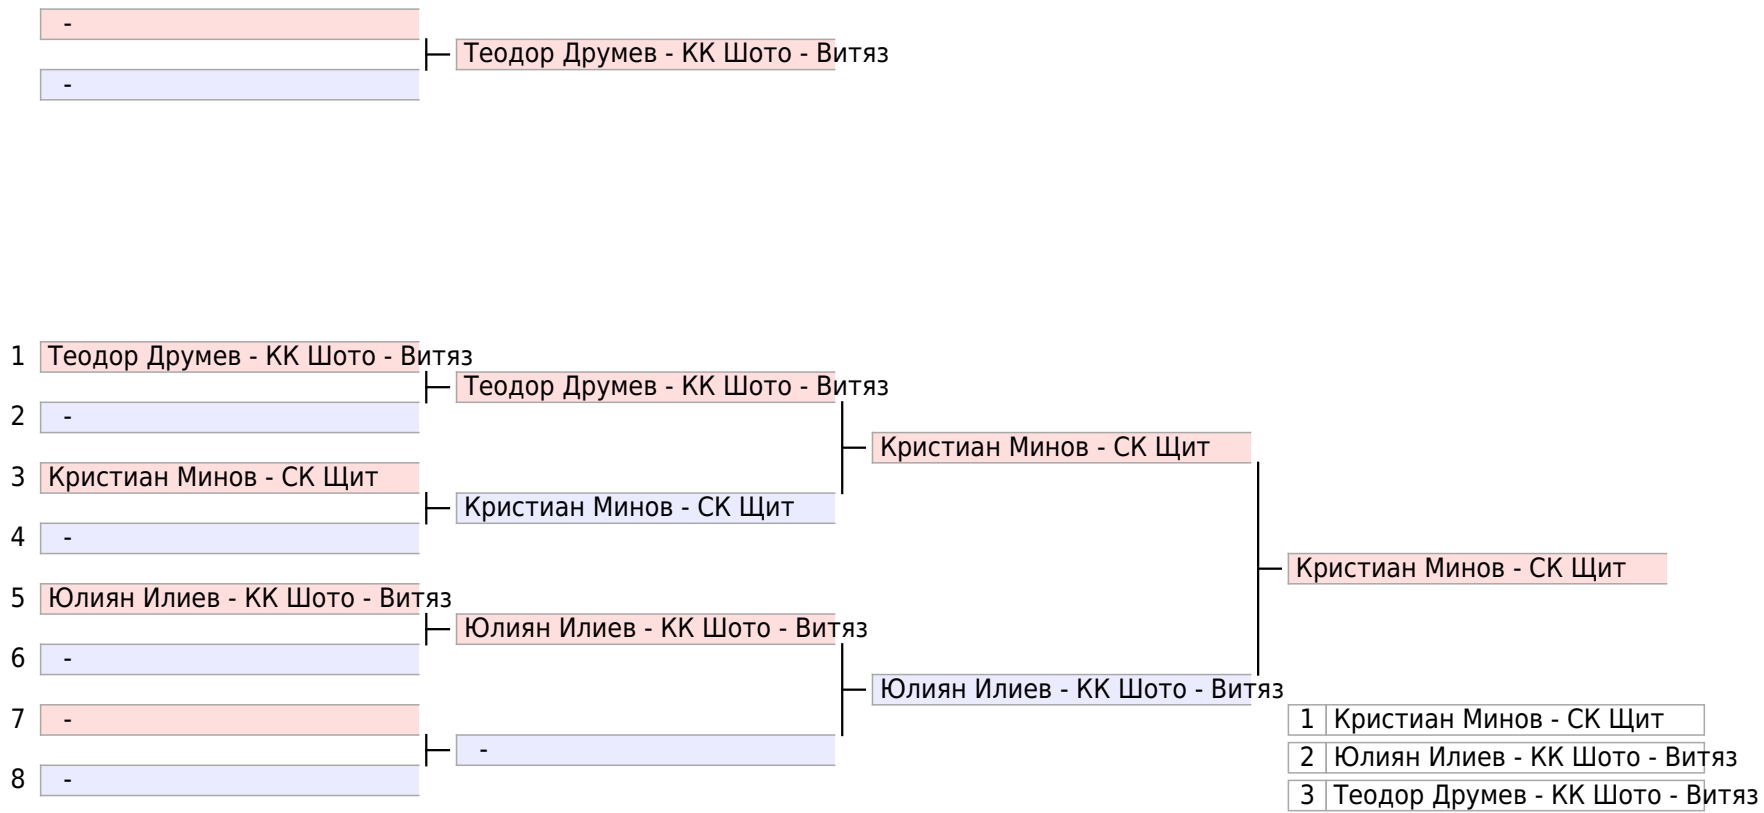 -
Теодор Друмев - КК Шото - Витяз
-
1 Теодор Друмев - КК Шото - Витяз
Теодор Друмев - КК Шото - Витяз
2 -
Кристиан Минов - СК Щит
3 Кристиан Минов - СК Щит
Кристиан Минов - СК Щит
4 -
Кристиан Минов - СК Щит
5 Юлиян Илиев - КК Шото - Витяз
Юлиян Илиев - КК Шото - Витяз
6 -
Юлиян Илиев - КК Шото - Витяз
7 -
-
8 -
1 Кристиан Минов - СК Щит
2 Юлиян Илиев - КК Шото - Витяз
3 Теодор Друмев - КК Шото - Витяз